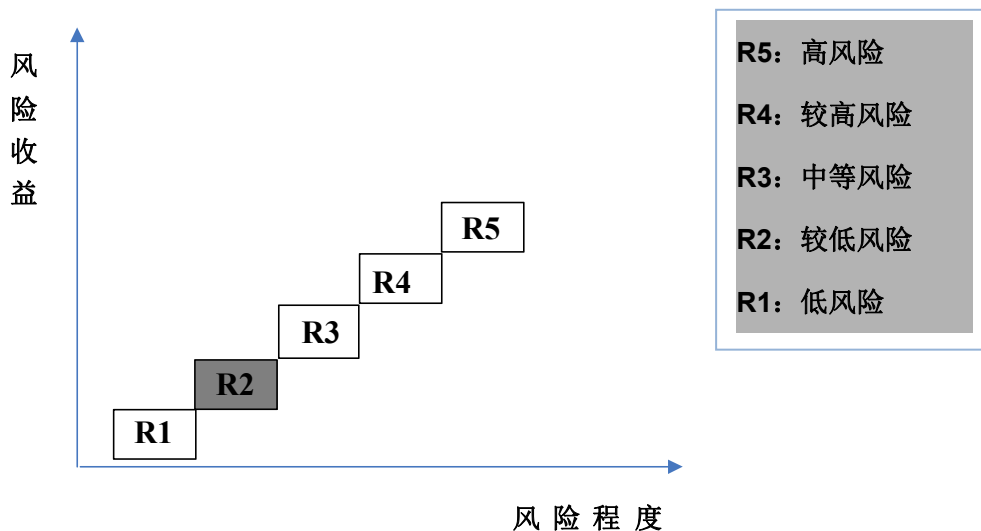 风
险
收
益
R5
R4
R3
R2
R1
风 险 程 度
R5：高风险
R4：较高风险
R3：中等风险
R2：较低风险
R1：低风险